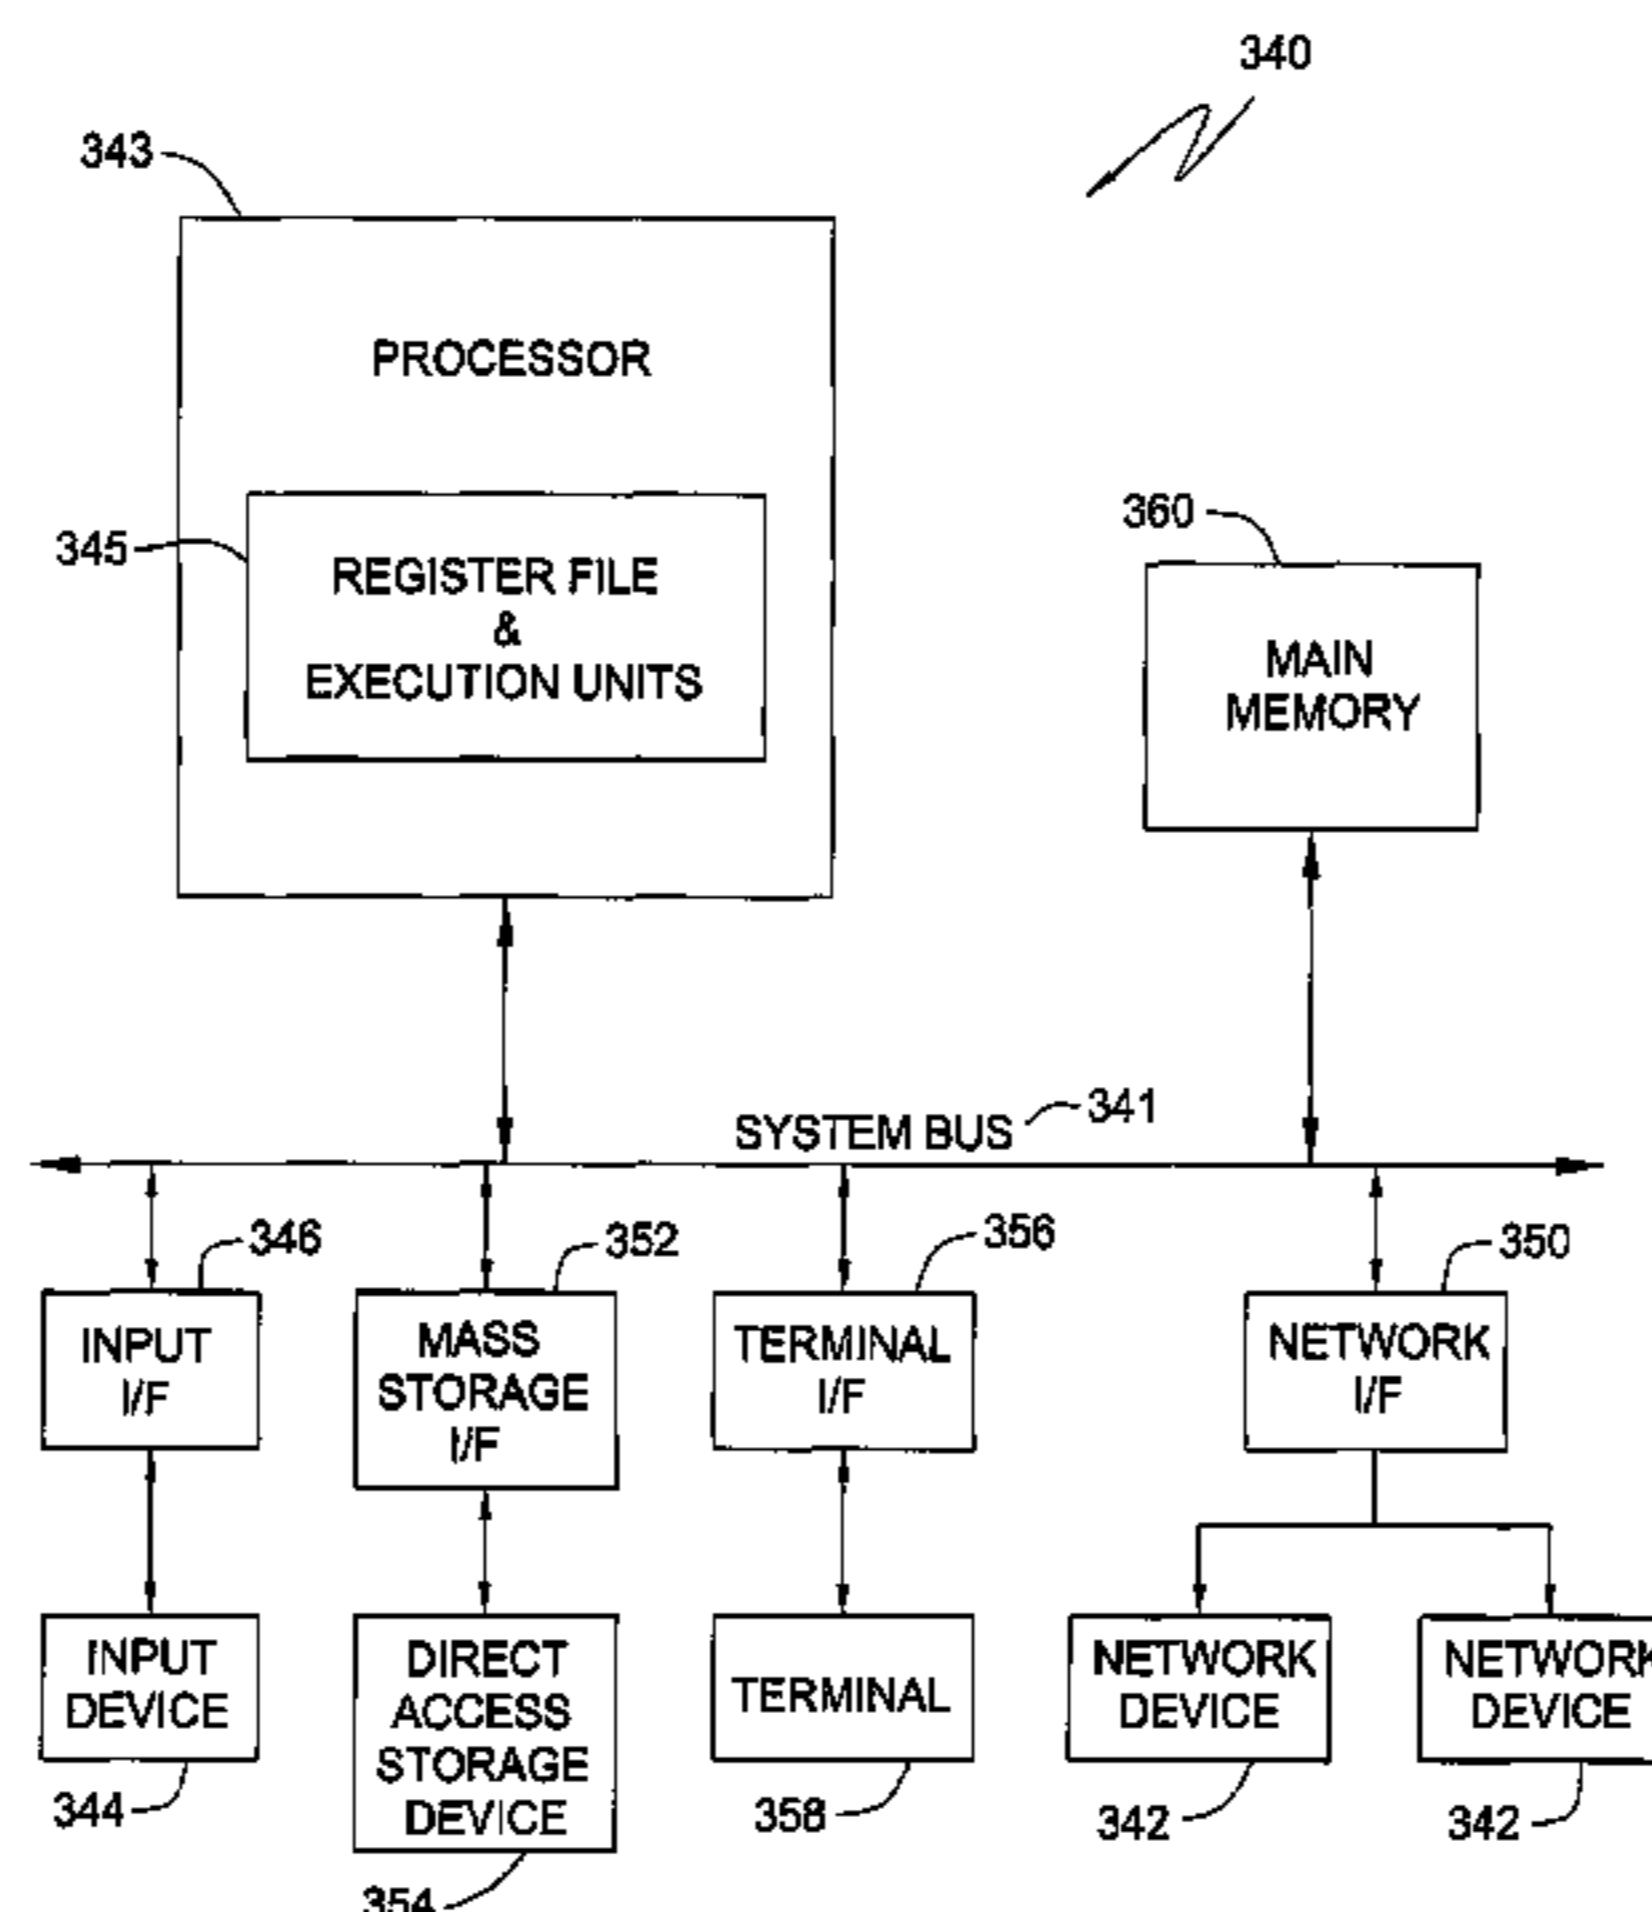 340
343
PROCESSOR
345
REGISTER FILE
&
EXECUTION UNITS
360
MAIN
MEMORY
SYSTEM BUS
341
346
352
356
350
INPUT
I/F
MASS
STORAGE
I/F
TERMINAL
I/F
NETWORK
I/F
INPUT
DEVICE
DIRECT
ACCESS
STORAGE
DEVICE
TERMINAL
NETWORK
DEVICE
NETWORK
DEVICE
344
354
358
342
342